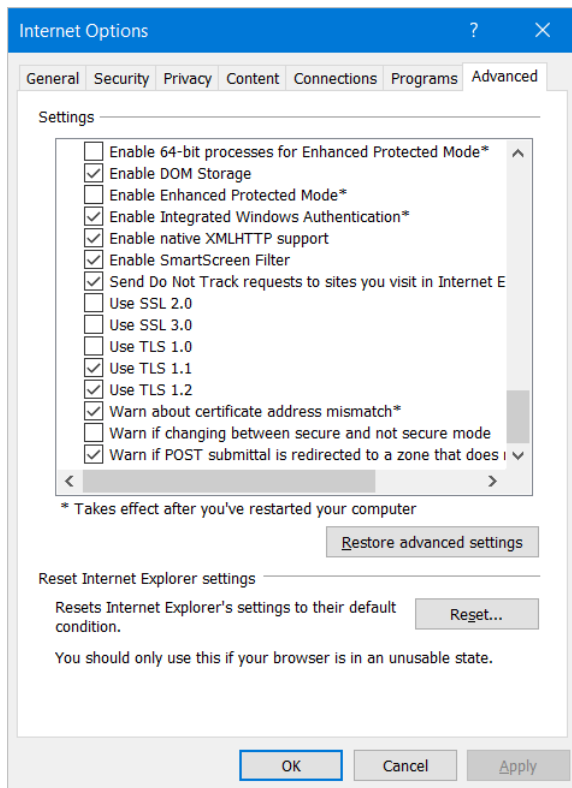 Internet Options ?
General Security Privacy Content Connections Programs Advanced
Settings
Enable 64-bit processes for Enhanced Protected Mode*
Enable DOM Storage
Enable Enhanced Protected Mode*
Enable Integrated Windows Authentication*
Enable native XMLHTTP support
Enable SmartScreen Filter
Send Do Not Track requests to sites you visit in Internet E
Use SSL 2.0
Use SSL 3.0
Use TLS 1.0
Use TLS 1.1
Use TLS 1.2
Warn about certificate address mismatch*
Warn if changing between secure and not secure mode
Warn if POST submittal is redirected to a zone that does
* Takes effect after you've restarted your computer
Restore advanced settings
Reset Internet Explorer settings
Resets Internet Explorer's settings to their default
condition.
Reset...
You should only use this if your browser is in an unusable state.
OK Cancel Apply